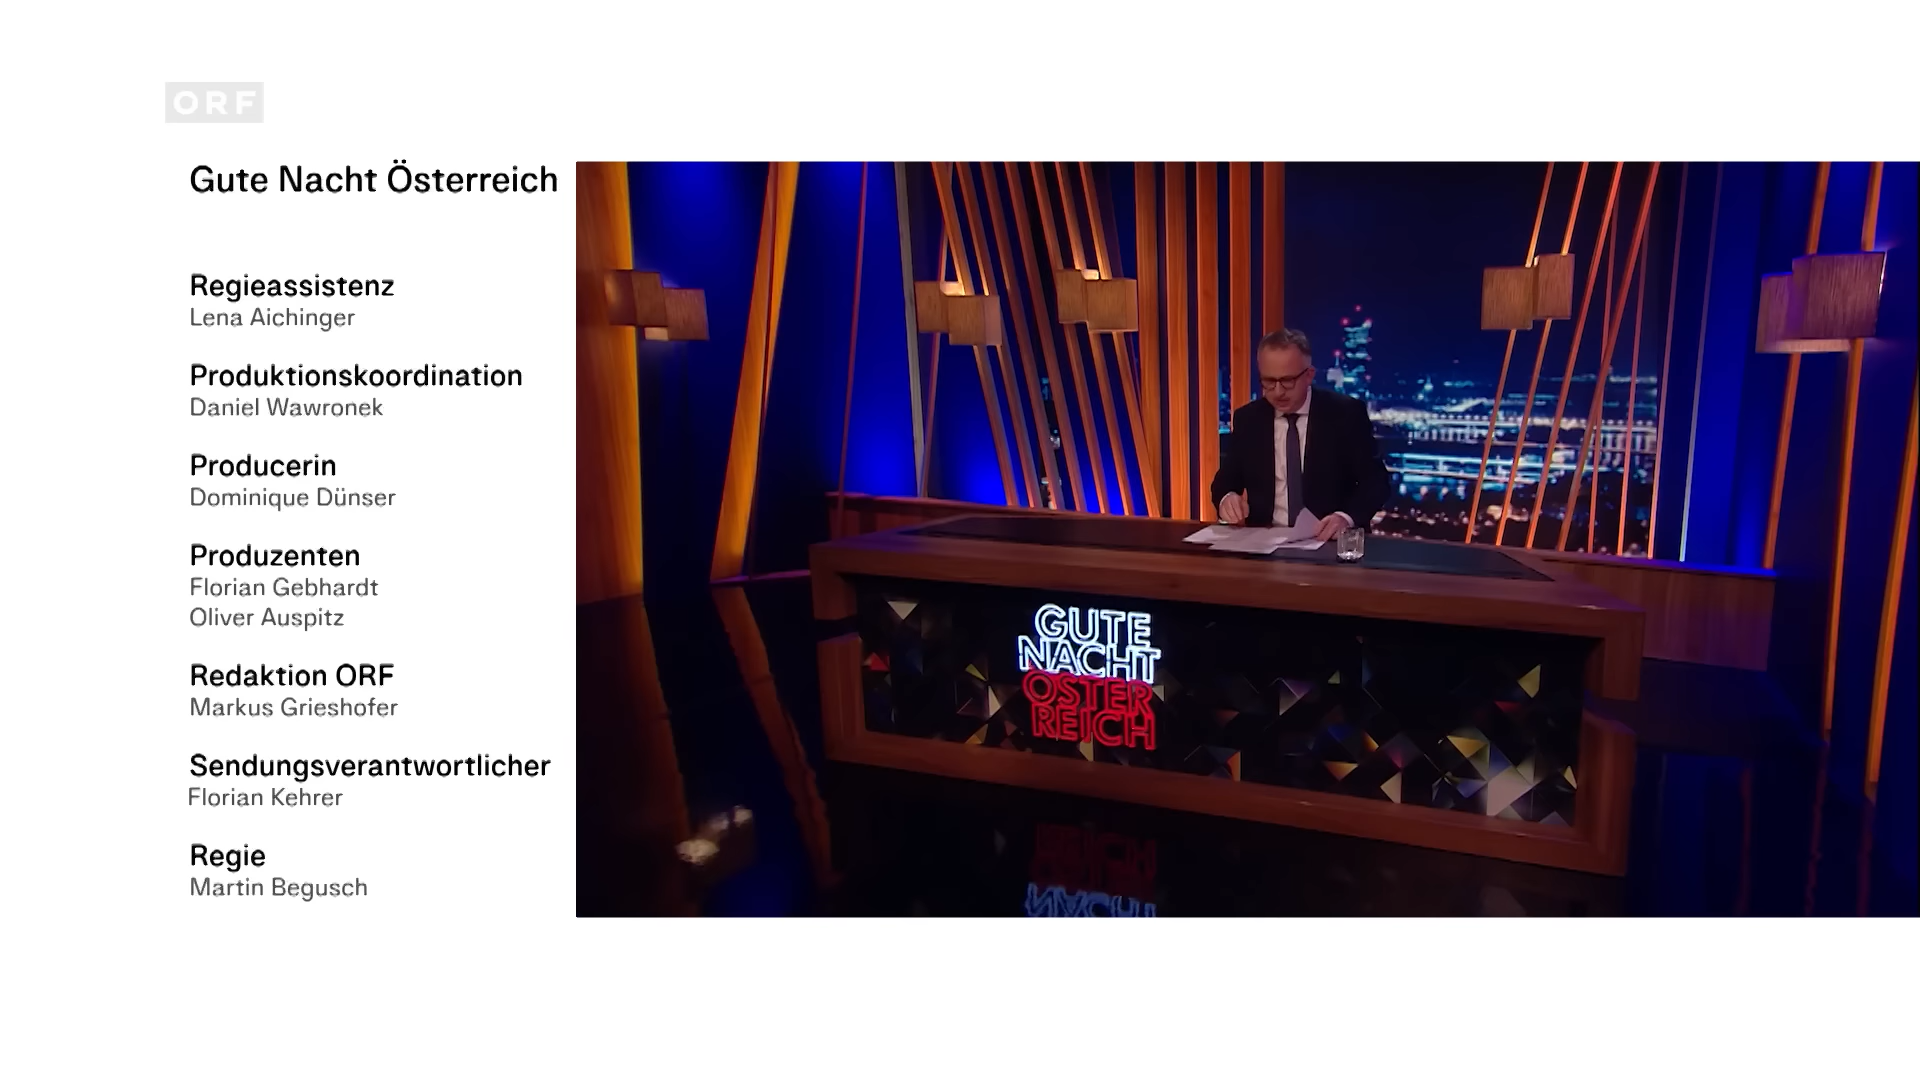 ORF
Gute Nacht Österreich
Regieassistenz
Lena Aichinger
Produktionskoordination
Daniel Wawronek
Producerin
Dominique Dünser
Produzenten
Florian Gebhardt
Oliver Auspitz
Redaktion ORF
Markus Grieshofer
Sendungsverantwortlicher
Florian Kehrer
Regie
Martin Begusch
GUTE
NACHT
ÖSTER
REICH